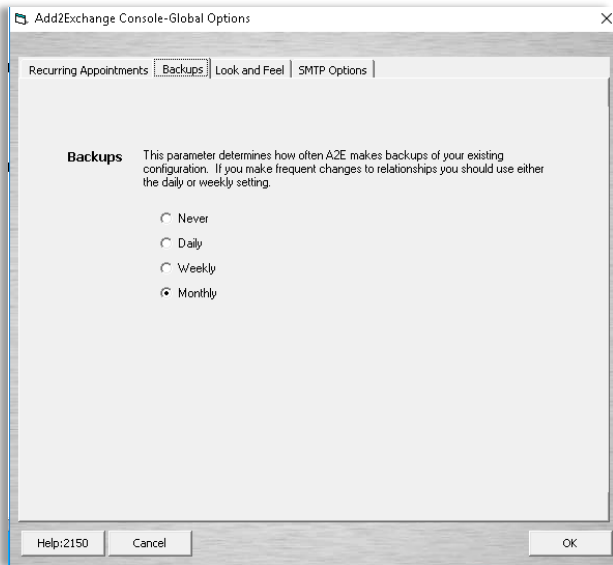 Add2Exchange Console-Global Options
Recurring Appointments Backups Look and Feel SMTP Options
Backups This parameter determines how often A2E makes backups of your existing
configuration. If you make frequent changes to relationships you should use either
the daily or weekly setting.
Never
Daily
Weekly
Monthly
Help:2150 Cancel OK